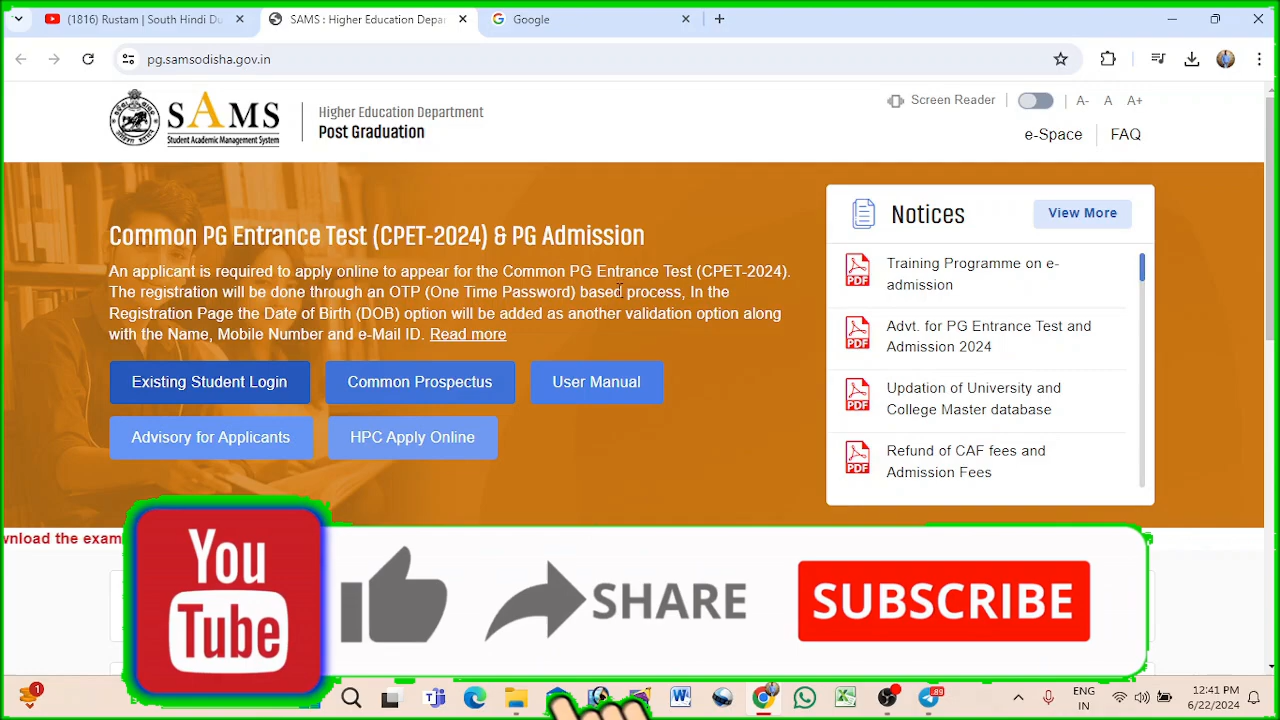 (1816) Rustam | South Hindi Du
SAMS : Higher Education Depar
Google
pg.samsodisha.gov.in
SAMS
Student Academic Management System
Higher Education Department
Post Graduation
Screen Reader
A-
A
A+
e-Space
FAQ
Common PG Entrance Test (CPET-2024) & PG Admission
An applicant is required to apply online to appear for the Common PG Entrance Test (CPET-2024).
The registration will be done through an OTP (One Time Password) based process, In the
Registration Page the Date of Birth (DOB) option will be added as another validation option along
with the Name, Mobile Number and e-Mail ID. Read more
Existing Student Login
Common Prospectus
User Manual
Advisory for Applicants
HPC Apply Online
Notices
View More
PDF
Training Programme on e-
admission
PDF
Advt. for PG Entrance Test and
Admission 2024
PDF
Updation of University and
College Master database
PDF
Refund of CAF fees and
Admission Fees
wnload the exami
You
Tube
SHARE
SUBSCRIBE
1
89
ENG
IN
12:41 PM
6/22/2024